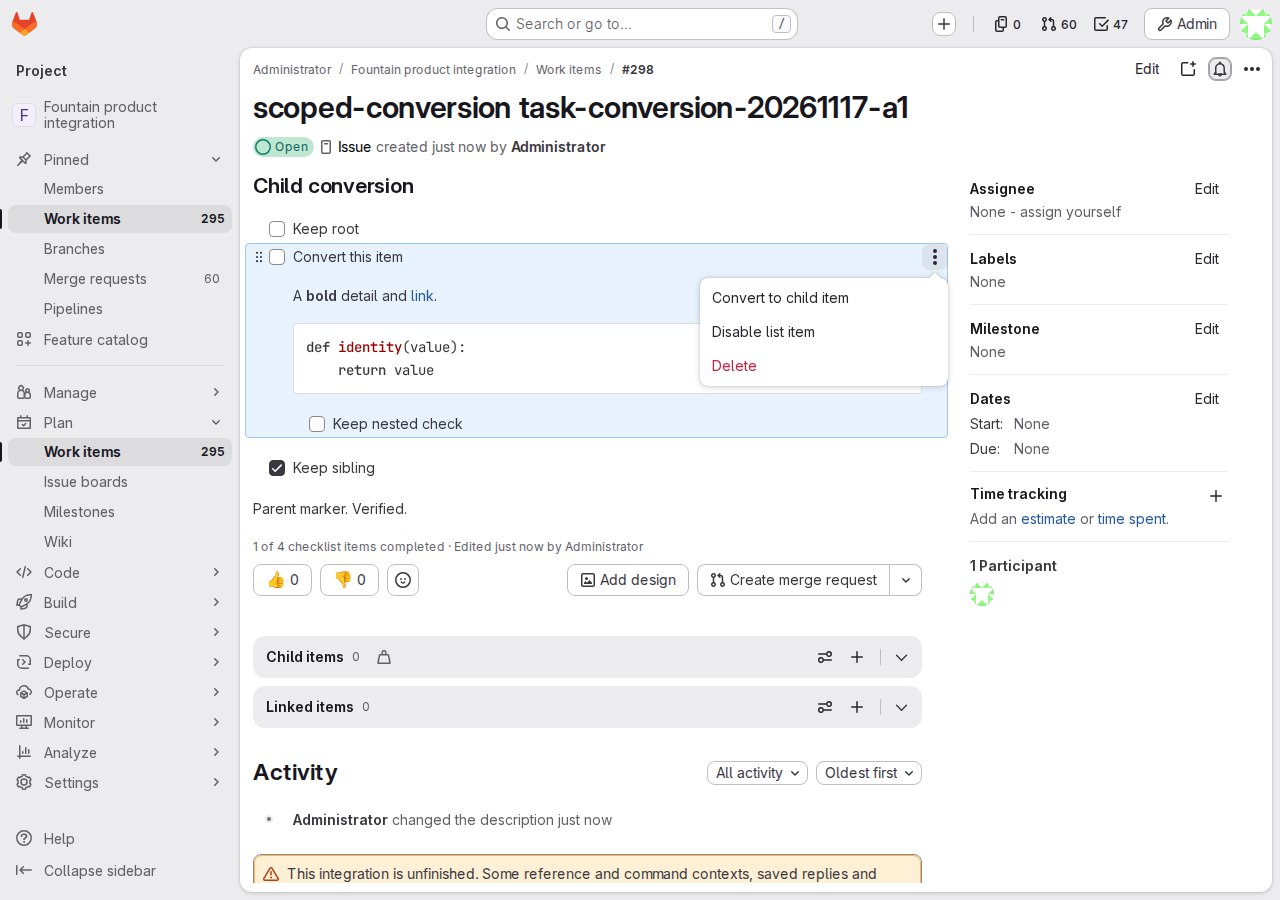 Search or go to...
/
0
60
47
Admin
Project
F
Fountain product integration
Pinned
Members
Work items 295
Branches
Merge requests 60
Pipelines
Feature catalog
Manage
Plan
Work items 295
Issue boards
Milestones
Wiki
Code
Build
Secure
Deploy
Operate
Monitor
Analyze
Settings
Help
Collapse sidebar
Administrator / Fountain product integration / Work items / #298
Edit
scoped-conversion task-conversion-20261117-a1
Open Issue created just now by Administrator
Child conversion
Keep root
Convert this item
A bold detail and link.
def identity(value):
return value
Keep nested check
Convert to child item
Disable list item
Delete
Keep sibling
Parent marker. Verified.
1 of 4 checklist items completed · Edited just now by Administrator
👍 0
👎 0
Add design
Create merge request
Child items 0
Linked items 0
Activity
All activity
Oldest first
Administrator changed the description just now
This integration is unfinished. Some reference and command contexts, saved replies and
Assignee Edit
None - assign yourself
Labels Edit
None
Milestone Edit
None
Dates Edit
Start: None
Due: None
Time tracking
Add an estimate or time spent.
1 Participant